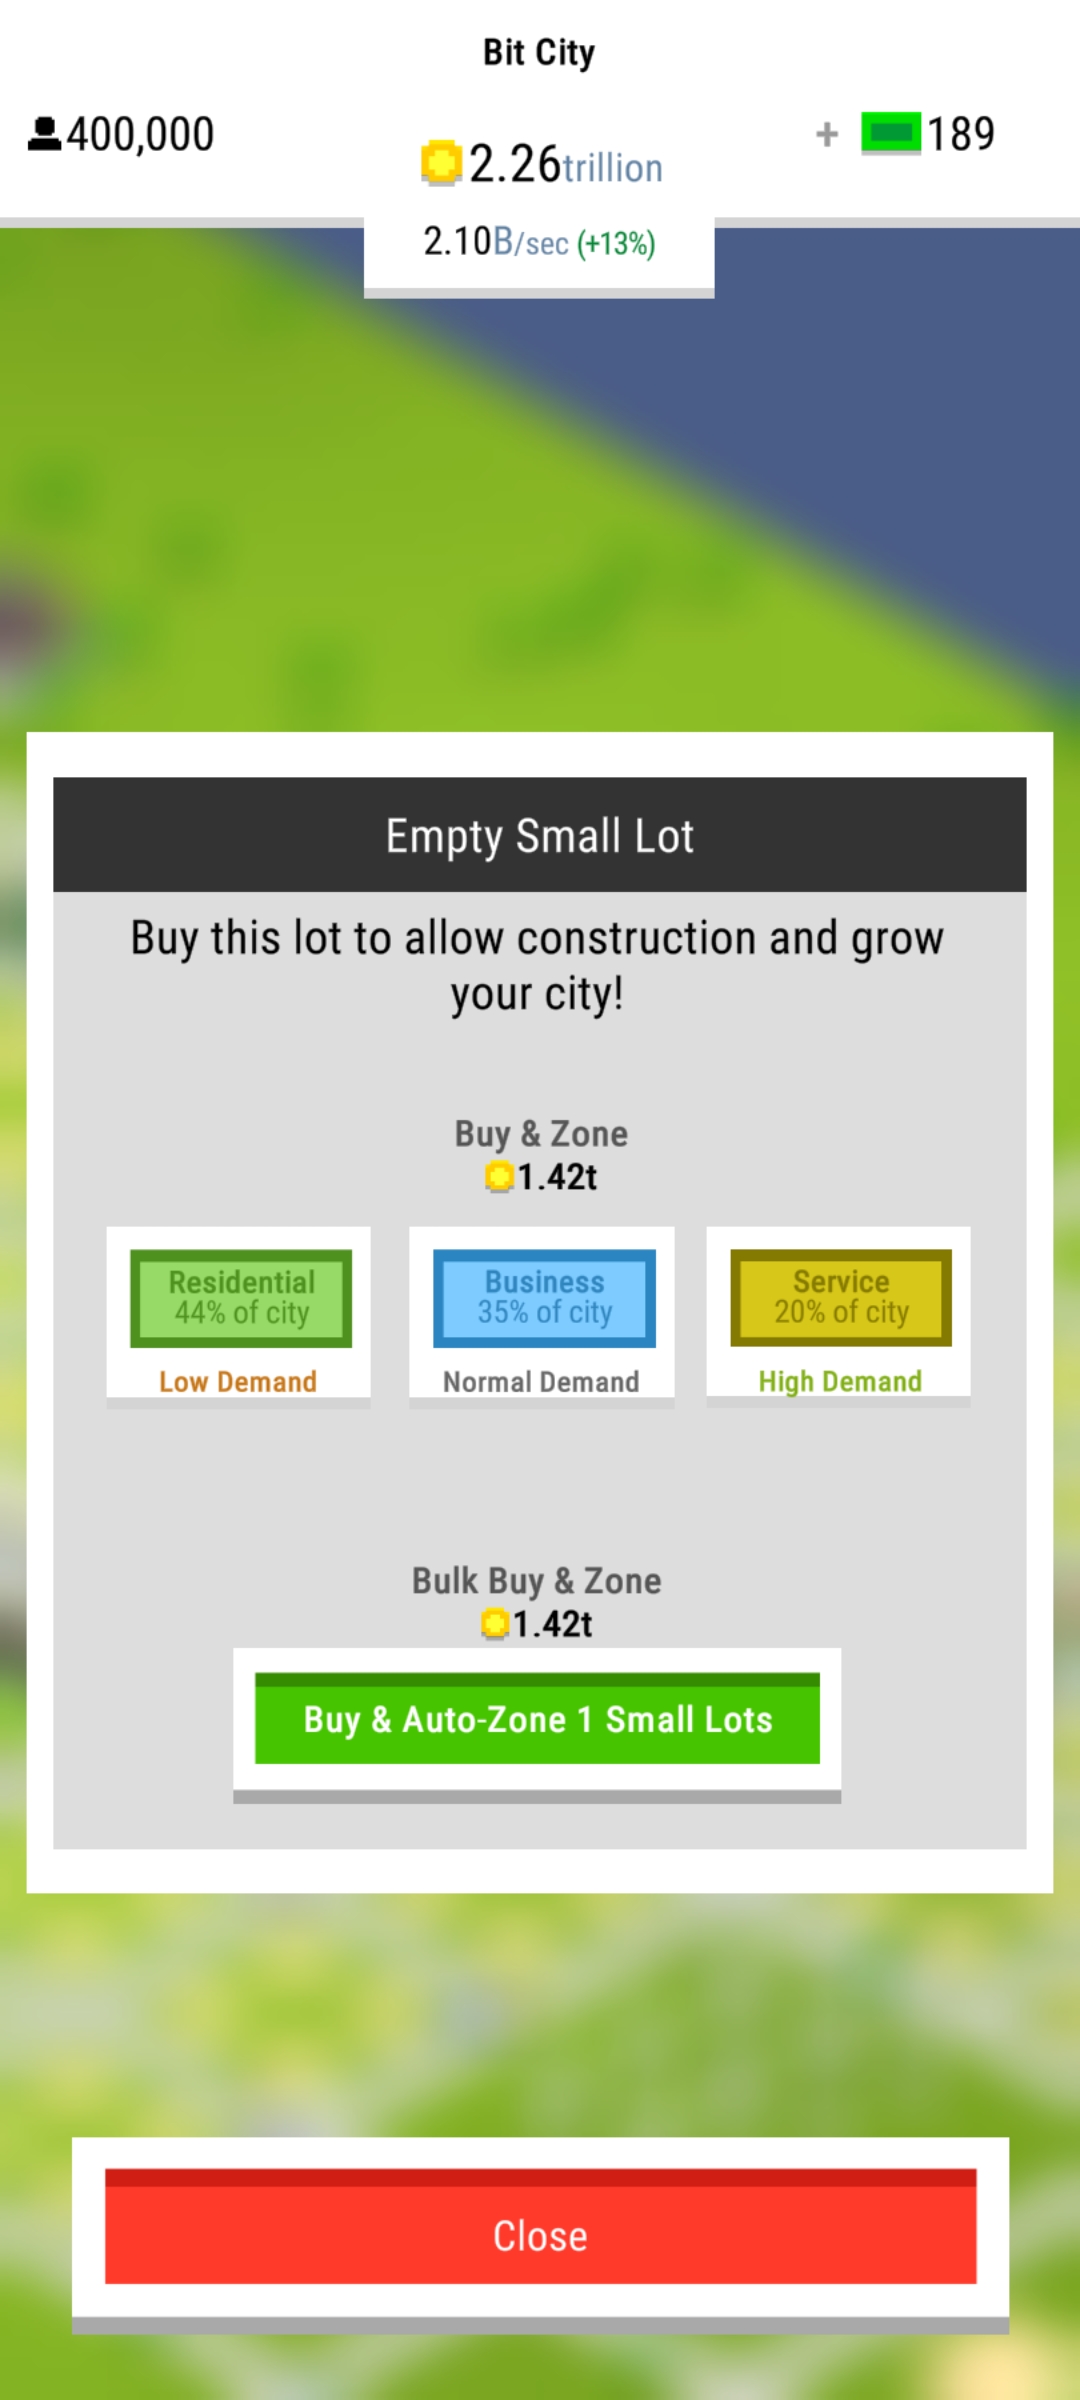 Bit City
400,000
2.26trillion
+ 189
2.10B/sec (+13%)
Empty Small Lot
Buy this lot to allow construction and grow
your city!
Buy & Zone
1.42t
Residential
44% of city
Low Demand
Business
35% of city
Normal Demand
Service
20% of city
High Demand
Bulk Buy & Zone
1.42t
Buy & Auto-Zone 1 Small Lots
Close